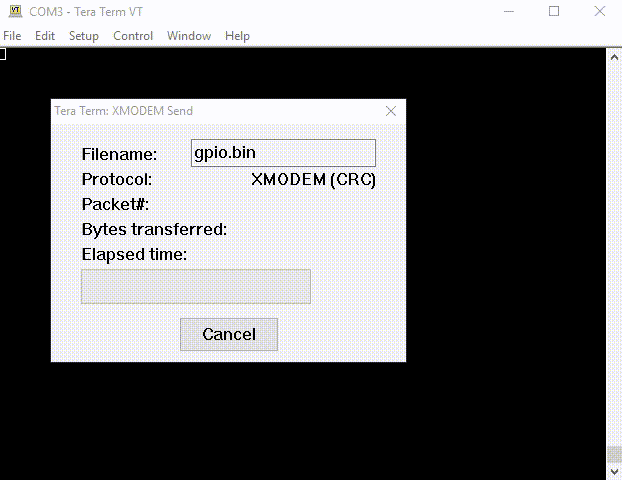 COM3 - Tera Term VT
File Edit Setup Control Window Help
Tera Term: XMODEM Send
Filename: gpio.bin
Protocol: XMODEM (CRC)
Packet#:
Bytes transferred:
Elapsed time:
Cancel